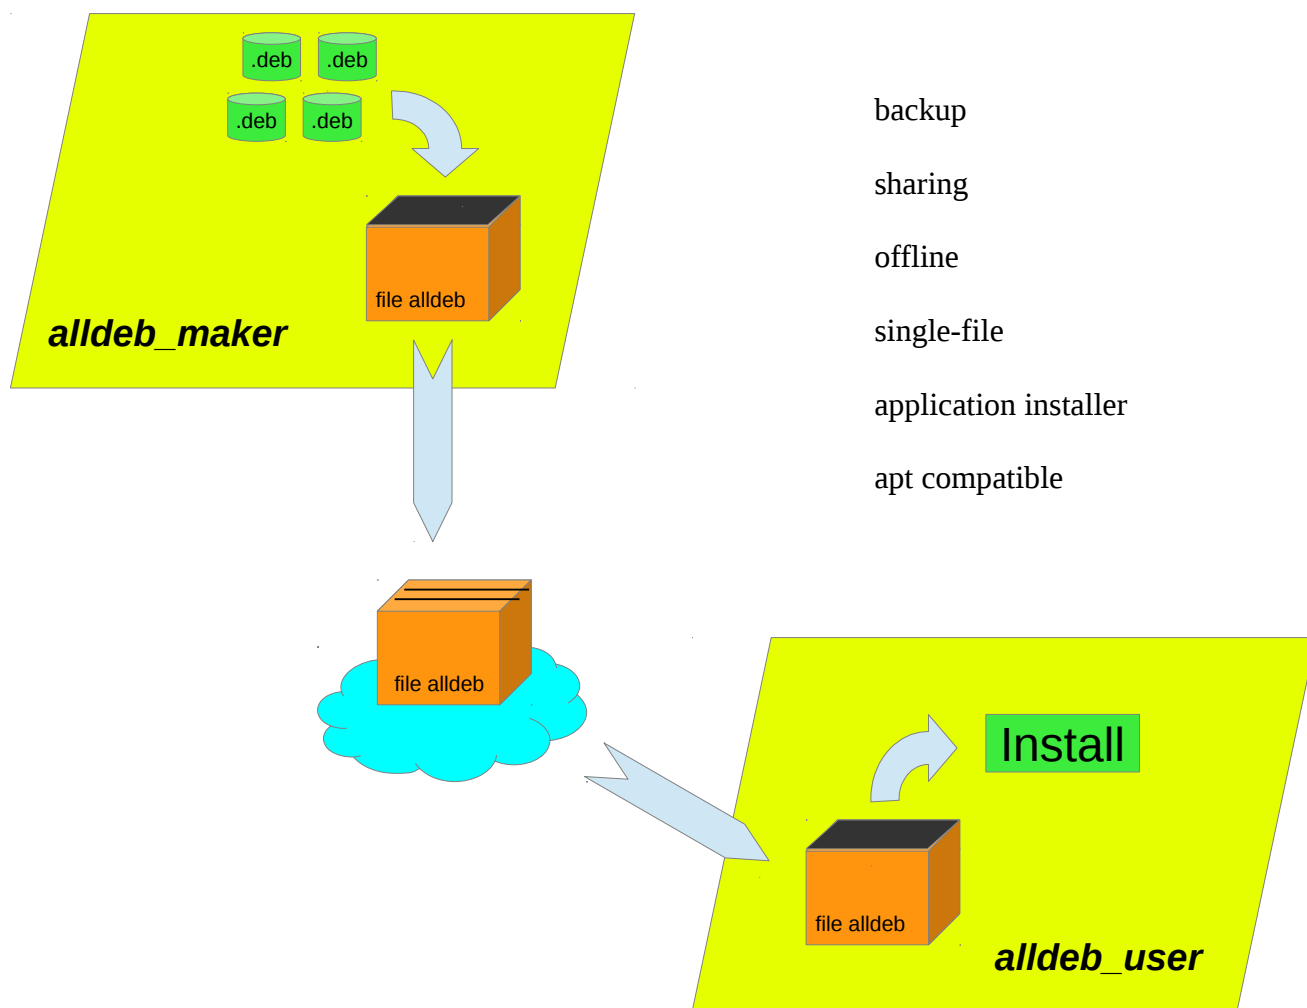 .deb .deb
.deb .deb
file alldeb
alldeb_maker
backup
sharing
offline
single-file
application installer
apt compatible
file alldeb
Install
file alldeb
alldeb_user